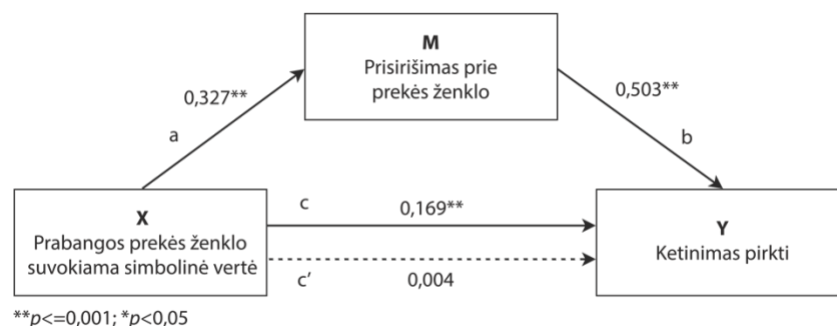 M
Prisirišimas prie
prekės ženklo
0,327**
0,503**
a
b
X
Prabangos prekės ženklo
suvokiama simbolinė vertė
c
0,169**
c’
0,004
Y
Ketinimas pirkti
**p<=0,001; *p<0,05